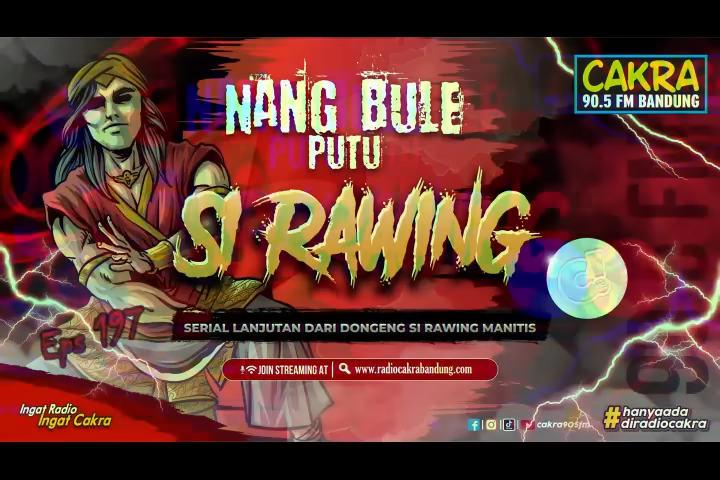 CAKRA
90.5 FM BANDUNG
NANG BULE
PUTU
SI RAWING
SERIAL LANJUTAN DARI DONGENG SI RAWING MANITIS
Eps 197
JOIN STREAMING AT | www.radiocakrabandung.com
Ingat Radio
Ingat Cakra
cakra905fm
#hanyaada
diradiocakra